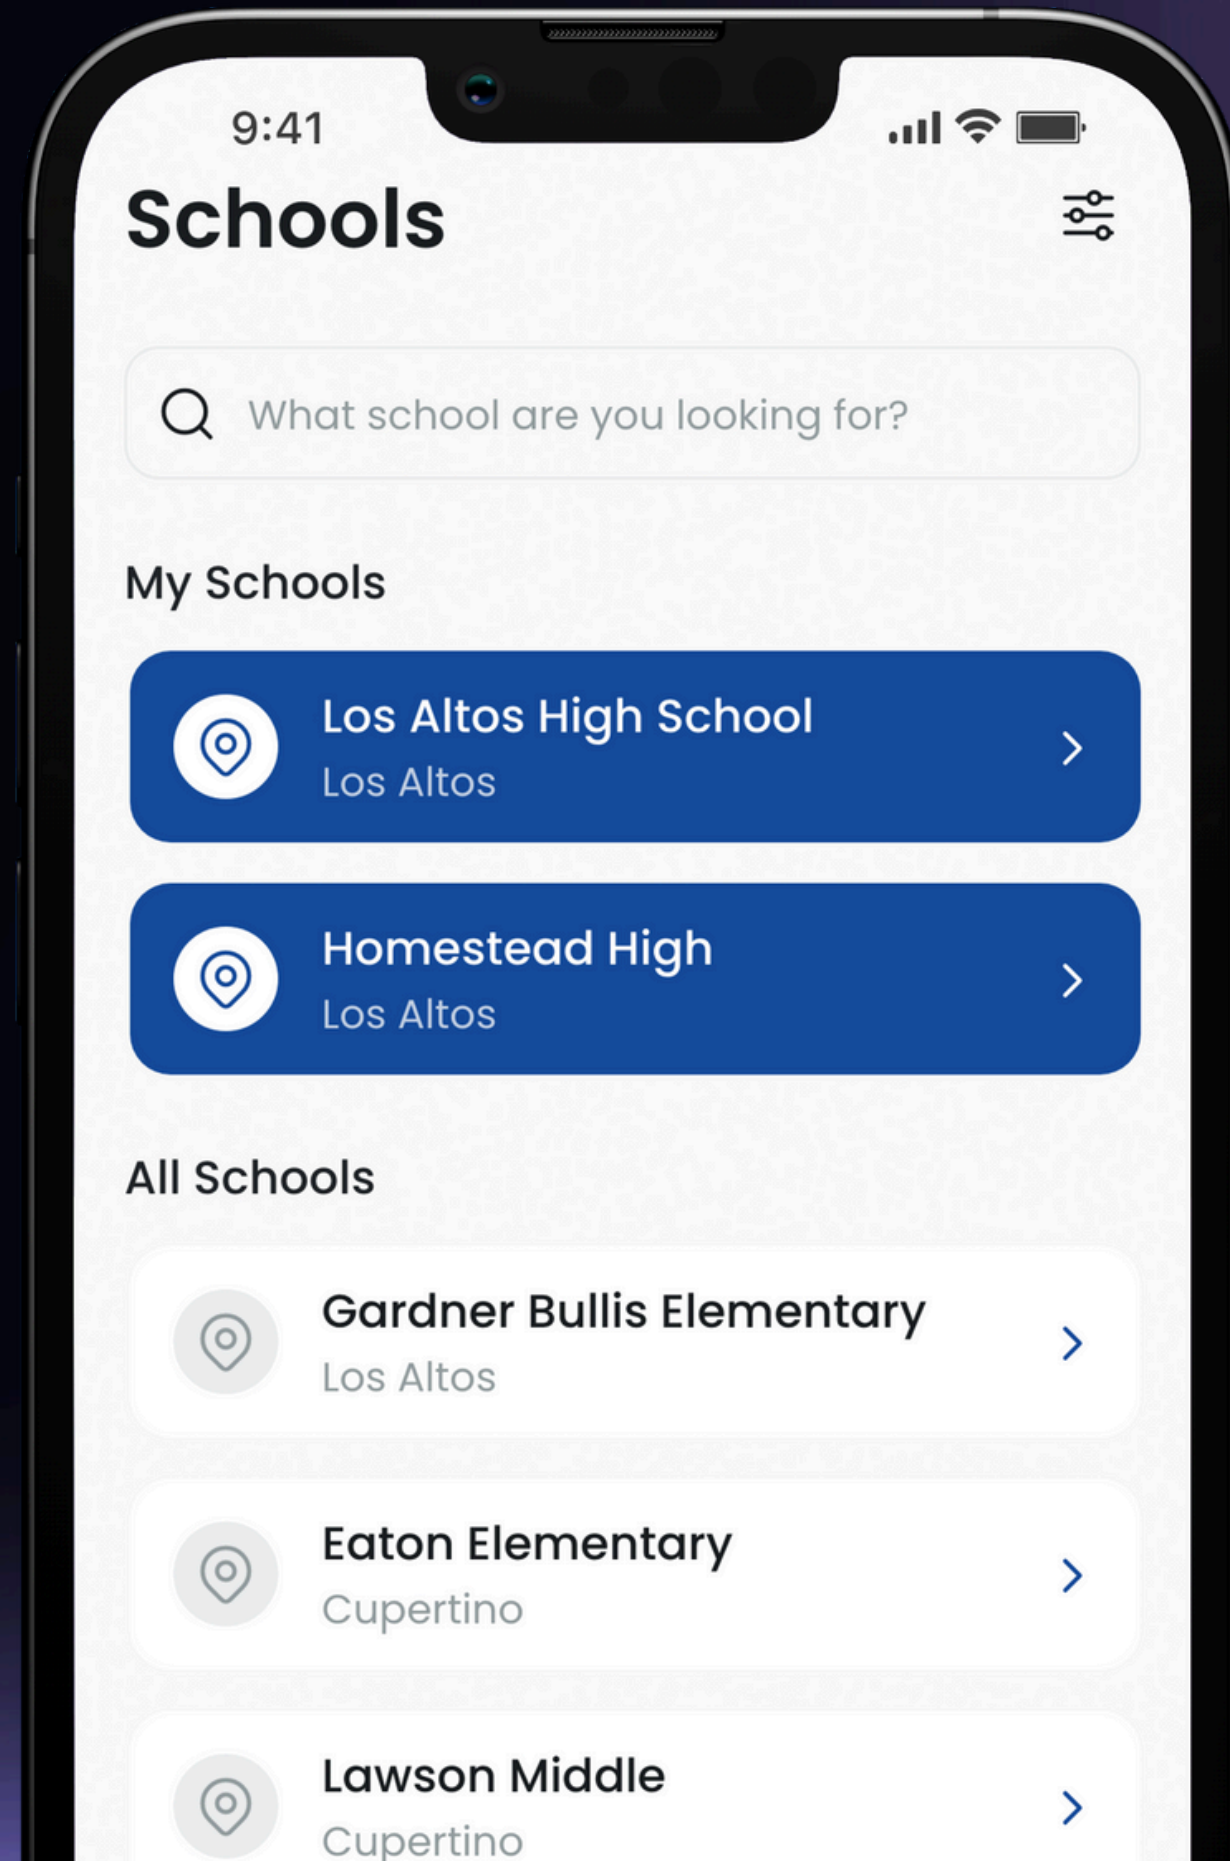 9:41
Schools
What school are you looking for?
My Schools
Los Altos High School
Los Altos
Homestead High
Los Altos
All Schools
Gardner Bullis Elementary
Los Altos
Eaton Elementary
Cupertino
Lawson Middle
Cupertino